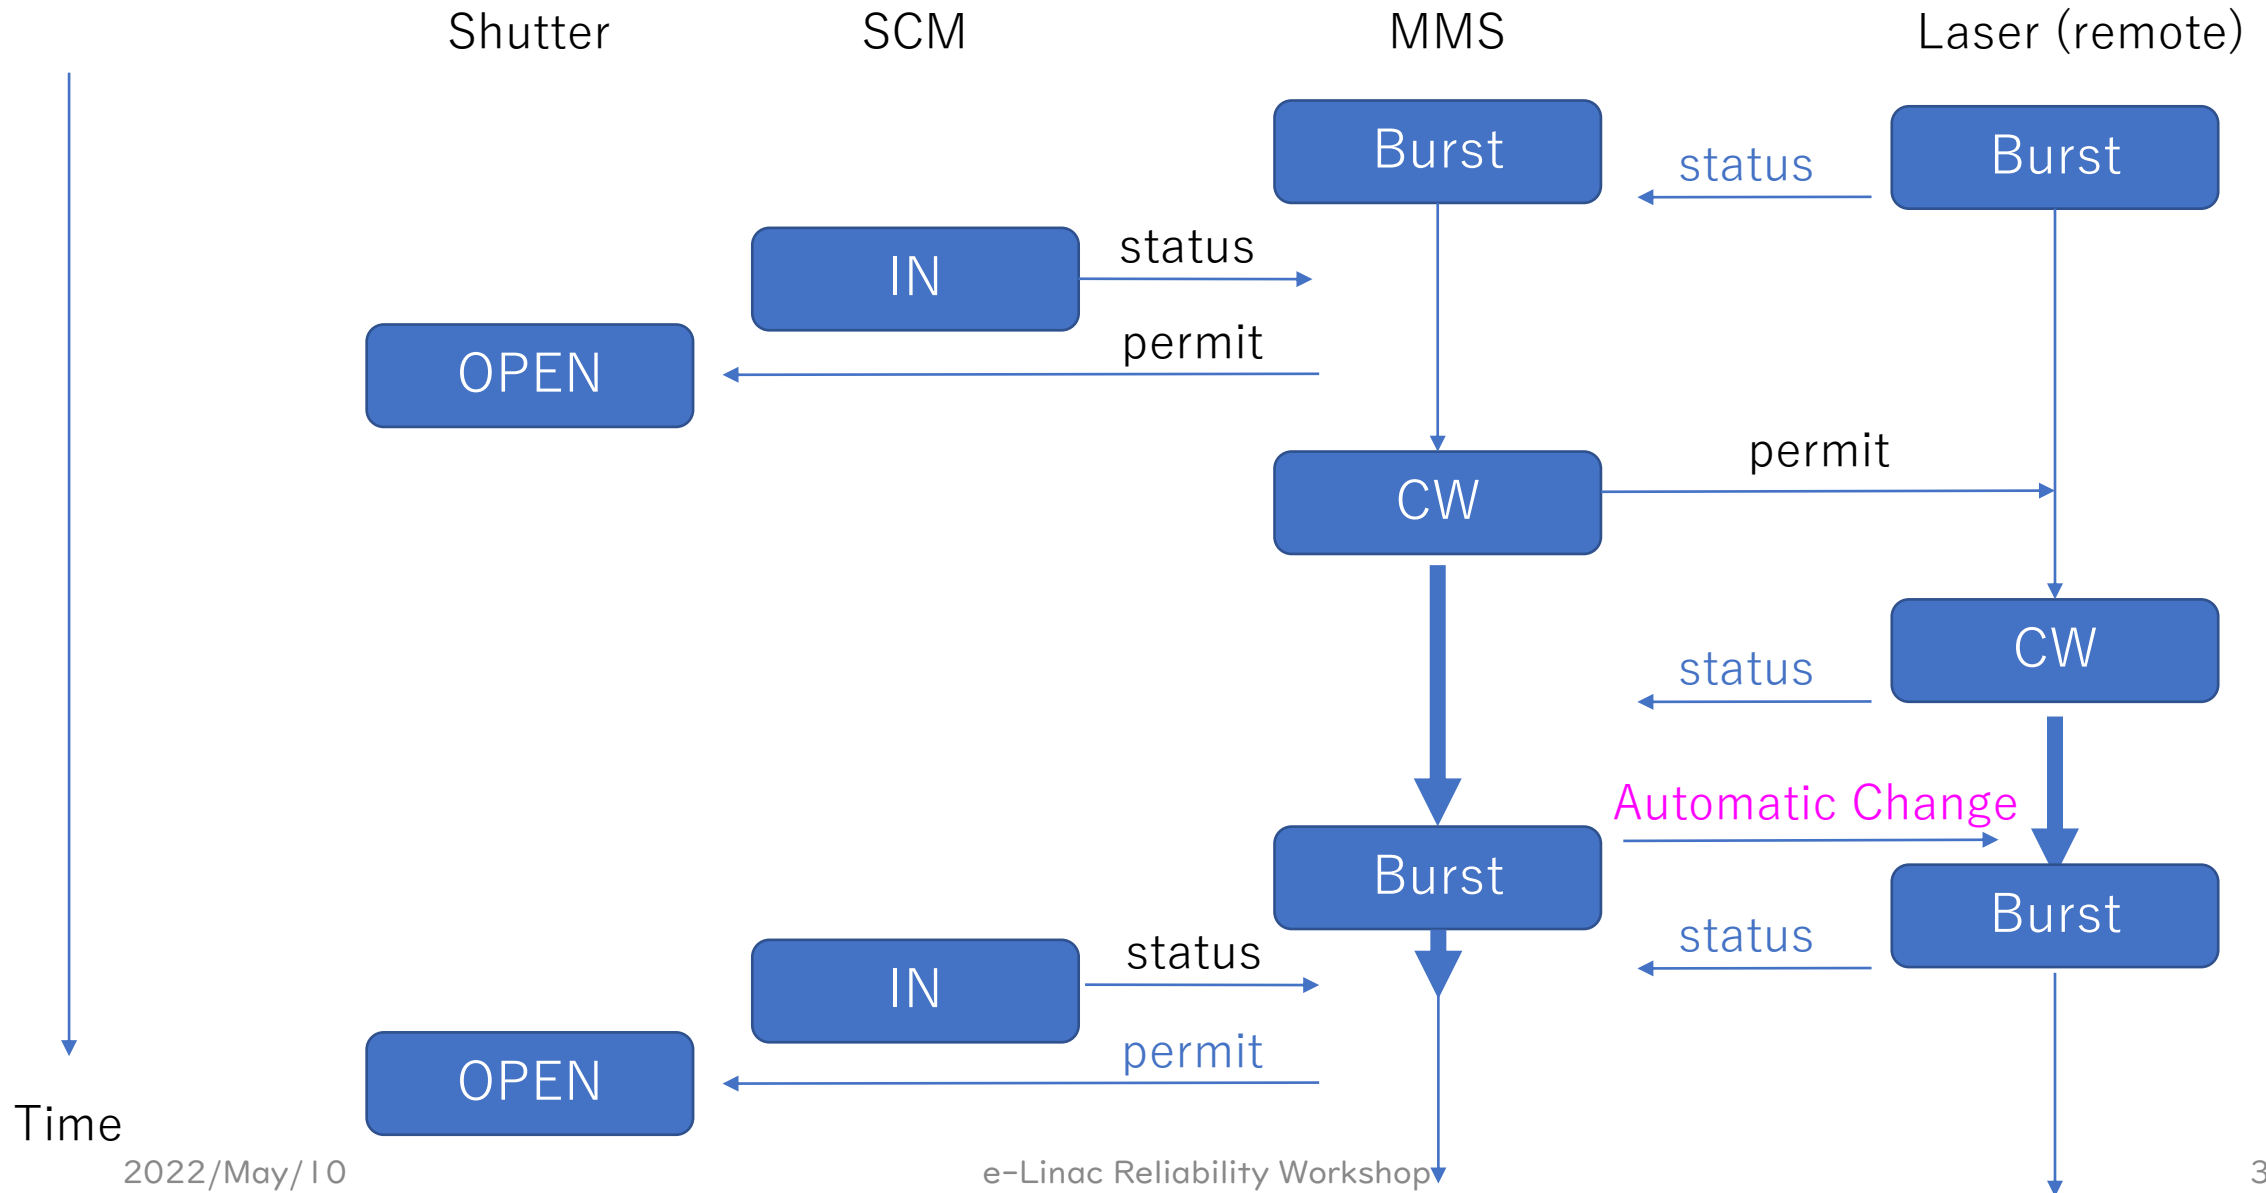 Shutter SCM MMS Laser (remote)
Burst Burst
status
IN status
permit
OPEN
CW permit
CW
status
Automatic Change
Burst Burst
status
IN status
permit
OPEN
Time
2022/May/10 e-Linac Reliability Workshop 3